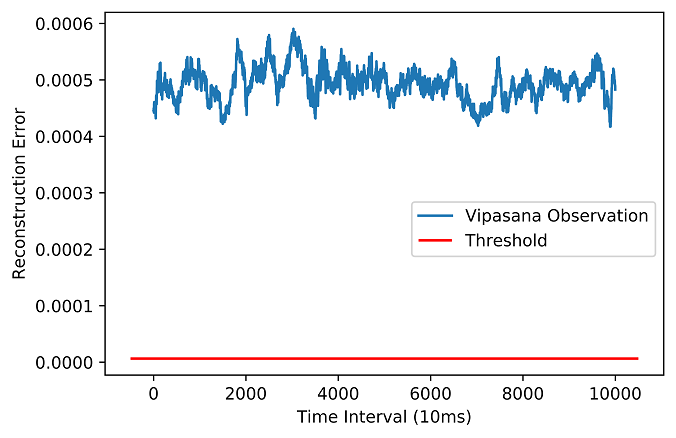 0.0006
0.0005
0.0004
0.0003
0.0002
0.0001
0.0000
Reconstruction Error
Vipasana Observation
Threshold
0 2000 4000 6000 8000 10000
Time Interval (10ms)